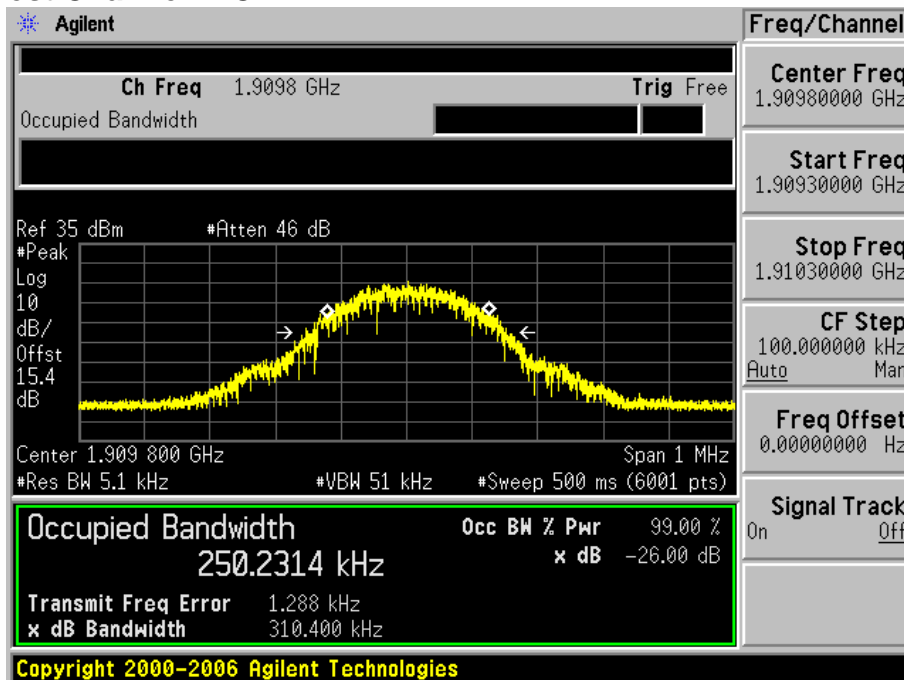 Agilent
Freq/Channel
Ch Freq 1.9098 GHz Trig Free
Occupied Bandwidth
Center Freq
1.90980000 GHz
Start Freq
1.90930000 GHz
Stop Freq
1.91030000 GHz
CF Step
100.000000 kHz
Auto Man
Freq Offset
0.00000000 Hz
Signal Track
On Off
Ref 35 dBm #Atten 46 dB
#Peak
Log
10
dB/
Offst
15.4
dB
Center 1.909 800 GHz Span 1 MHz
#Res BW 5.1 kHz #VBW 51 kHz #Sweep 500 ms (6001 pts)
Occupied Bandwidth Occ BW % Pwr 99.00 %
250.2314 kHz x dB -26.00 dB
Transmit Freq Error 1.288 kHz
x dB Bandwidth 310.400 kHz
Copyright 2000-2006 Agilent Technologies